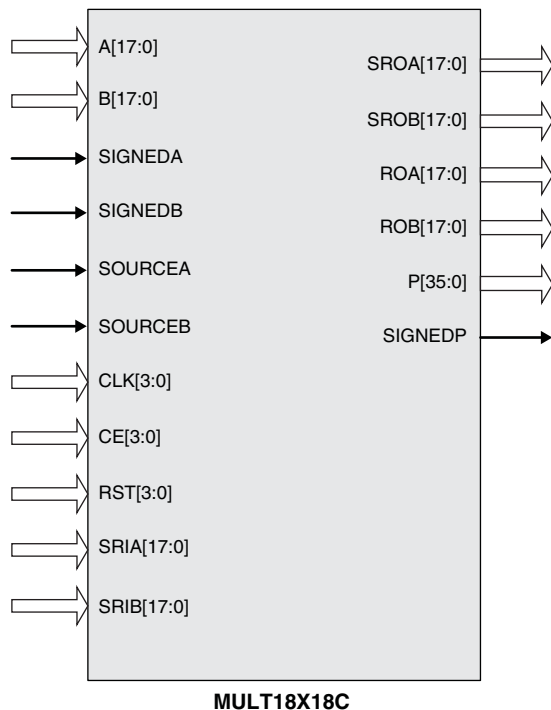 A[17:0]
B[17:0]
SIGNEDA
SIGNEDB
SOURCEA
SOURCEB
CLK[3:0]
CE[3:0]
RST[3:0]
SRIA[17:0]
SRIB[17:0]
SROA[17:0]
SROB[17:0]
ROA[17:0]
ROB[17:0]
P[35:0]
SIGNEDP
MULT18X18C